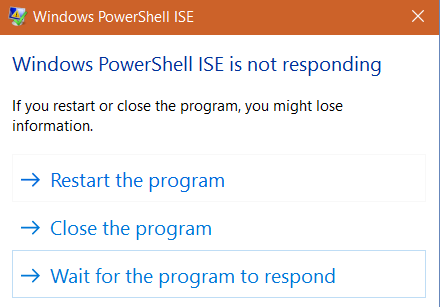 Windows PowerShell ISE
Windows PowerShell ISE is not responding
If you restart or close the program, you might lose
information.
Restart the program
Close the program
Wait for the program to respond